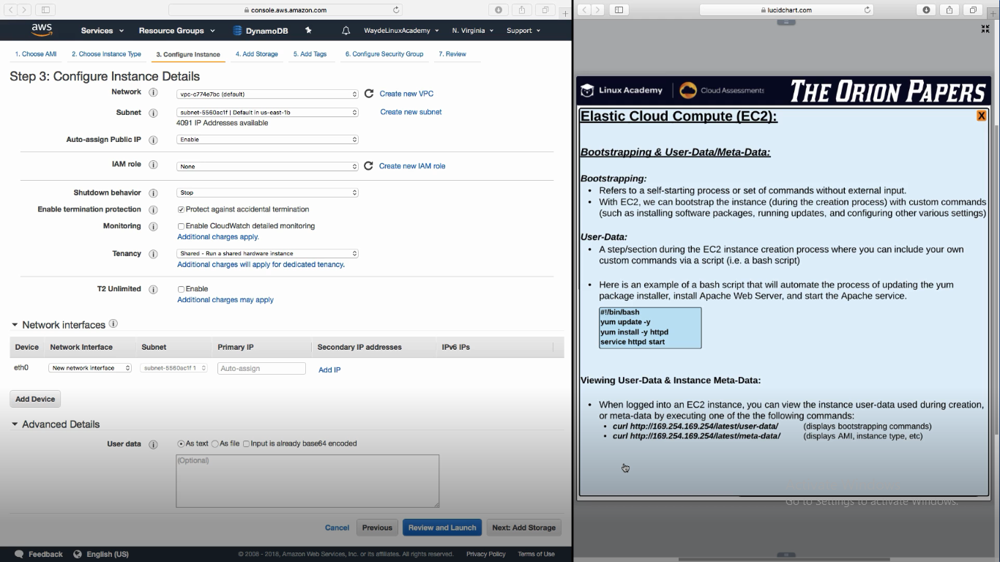 console.aws.amazon.com
aws Services Resource Groups DynamoDB WaydeLinuxAcademy N. Virginia Support
1. Choose AMI 2. Choose Instance Type 3. Configure Instance 4. Add Storage 5. Add Tags 6. Configure Security Group 7. Review
Step 3: Configure Instance Details
Network i vpc-c774e7bc (default) Create new VPC
Subnet i subnet-5560ac1f | Default in us-east-1b Create new subnet
4091 IP Addresses available
Auto-assign Public IP i Enable
IAM role i None Create new IAM role
Shutdown behavior i Stop
Enable termination protection i Protect against accidental termination
Monitoring i Enable CloudWatch detailed monitoring
Additional charges apply.
Tenancy i Shared - Run a shared hardware instance
Additional charges will apply for dedicated tenancy.
T2 Unlimited i Enable
Additional charges may apply
Network interfaces i
Device Network Interface Subnet Primary IP Secondary IP addresses IPv6 IPs
eth0 New network interface subnet-5560ac1f 1 Auto-assign Add IP
Add Device
Advanced Details
User data i As text As file Input is already base64 encoded
(Optional)
Cancel Previous Review and Launch Next: Add Storage
Feedback English (US) © 2008 - 2018, Amazon Web Services, Inc. or its affiliates. All rights reserved. Privacy Policy Terms of Use
lucidchart.com
Linux Academy Cloud Assessments THE ORION PAPERS
Elastic Cloud Compute (EC2): X
Bootstrapping & User-Data/Meta-Data:
Bootstrapping:
• Refers to a self-starting process or set of commands without external input.
• With EC2, we can bootstrap the instance (during the creation process) with custom commands
(such as installing software packages, running updates, and configuring other various settings)
User-Data:
• A step/section during the EC2 instance creation process where you can include your own
custom commands via a script (i.e. a bash script)
• Here is an example of a bash script that will automate the process of updating the yum
package installer, install Apache Web Server, and start the Apache service.
#!/bin/bash
yum update -y
yum install -y httpd
service httpd start
Viewing User-Data & Instance Meta-Data:
• When logged into an EC2 instance, you can view the instance user-data used during creation,
or meta-data by executing one of the the following commands:
• curl http://169.254.169.254/latest/user-data/ (displays bootstrapping commands)
• curl http://169.254.169.254/latest/meta-data/ (displays AMI, instance type, etc)
Go to Settings to activate Windows.